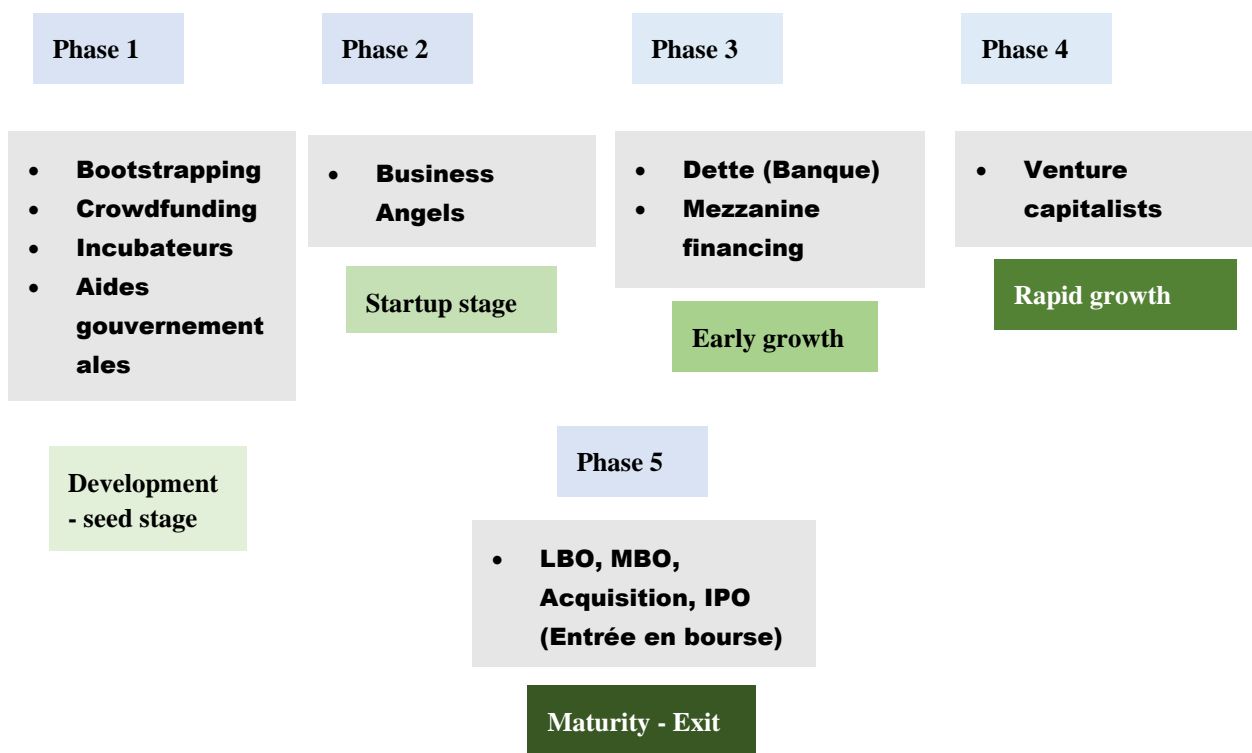 Phase 1
Phase 2
Phase 3
Phase 4
• Bootstrapping
• Crowdfunding
• Incubateurs
• Aides
gouvernement
ales
Development
- seed stage
• Business
Angels
Startup stage
• Dette (Banque)
• Mezzanine
financing
Early growth
• Venture
capitalists
Rapid growth
Phase 5
• LBO, MBO,
Acquisition, IPO
(Entrée en bourse)
Maturity - Exit